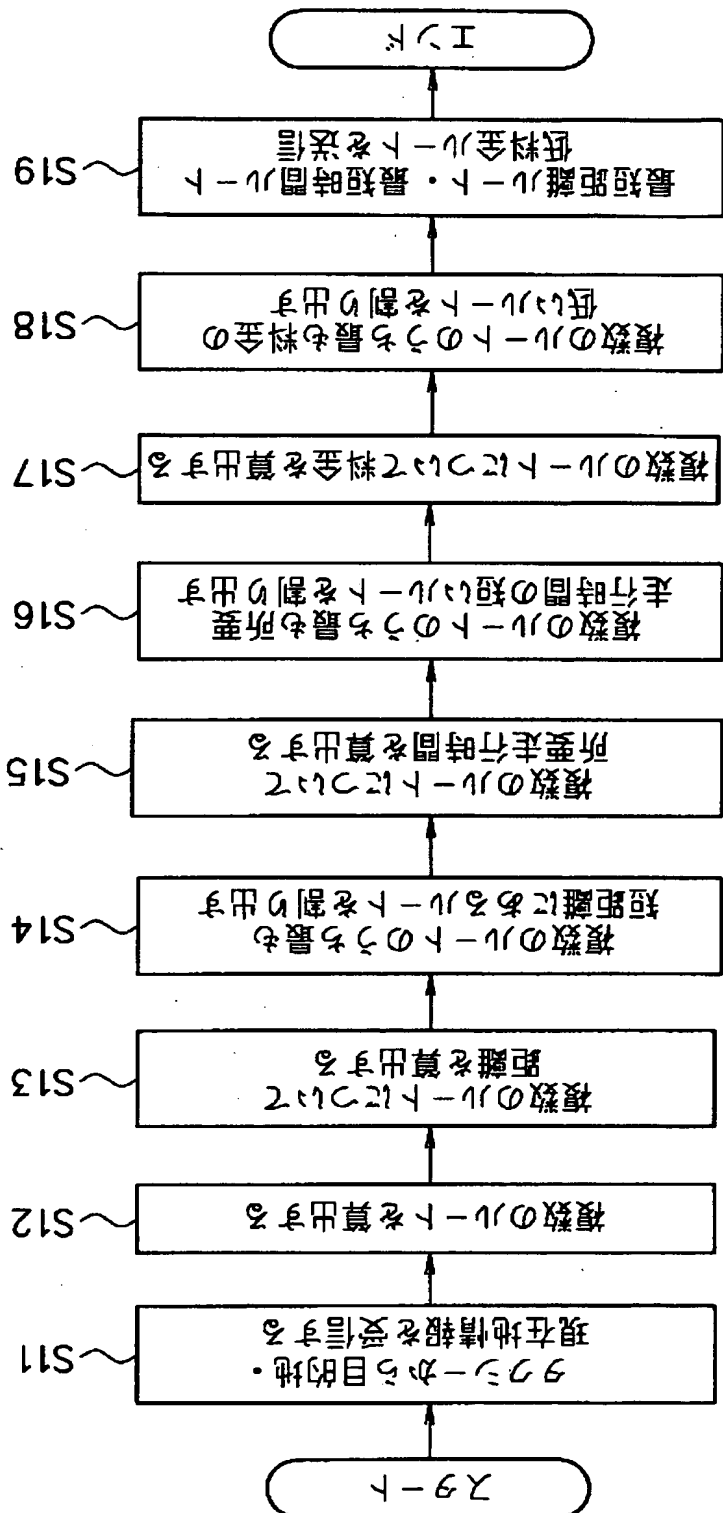 スタート
S11
タクシーから目的地・
現在地情報を受信する
S12
複数のルートを算出する
S13
複数のルートについて
距離を算出する
S14
複数のルートのうち最も
短距離にあるルートを割り出す
S15
複数のルートについて
所要走行時間を算出する
S16
複数のルートのうち最も所要
走行時間の短いルートを割り出す
S17
複数のルートについて料金を算出する
S18
複数のルートのうち最も料金の
低いルートを割り出す
S19
最短距離ルート・最短時間ルート
低料金ルートを送信
エンド